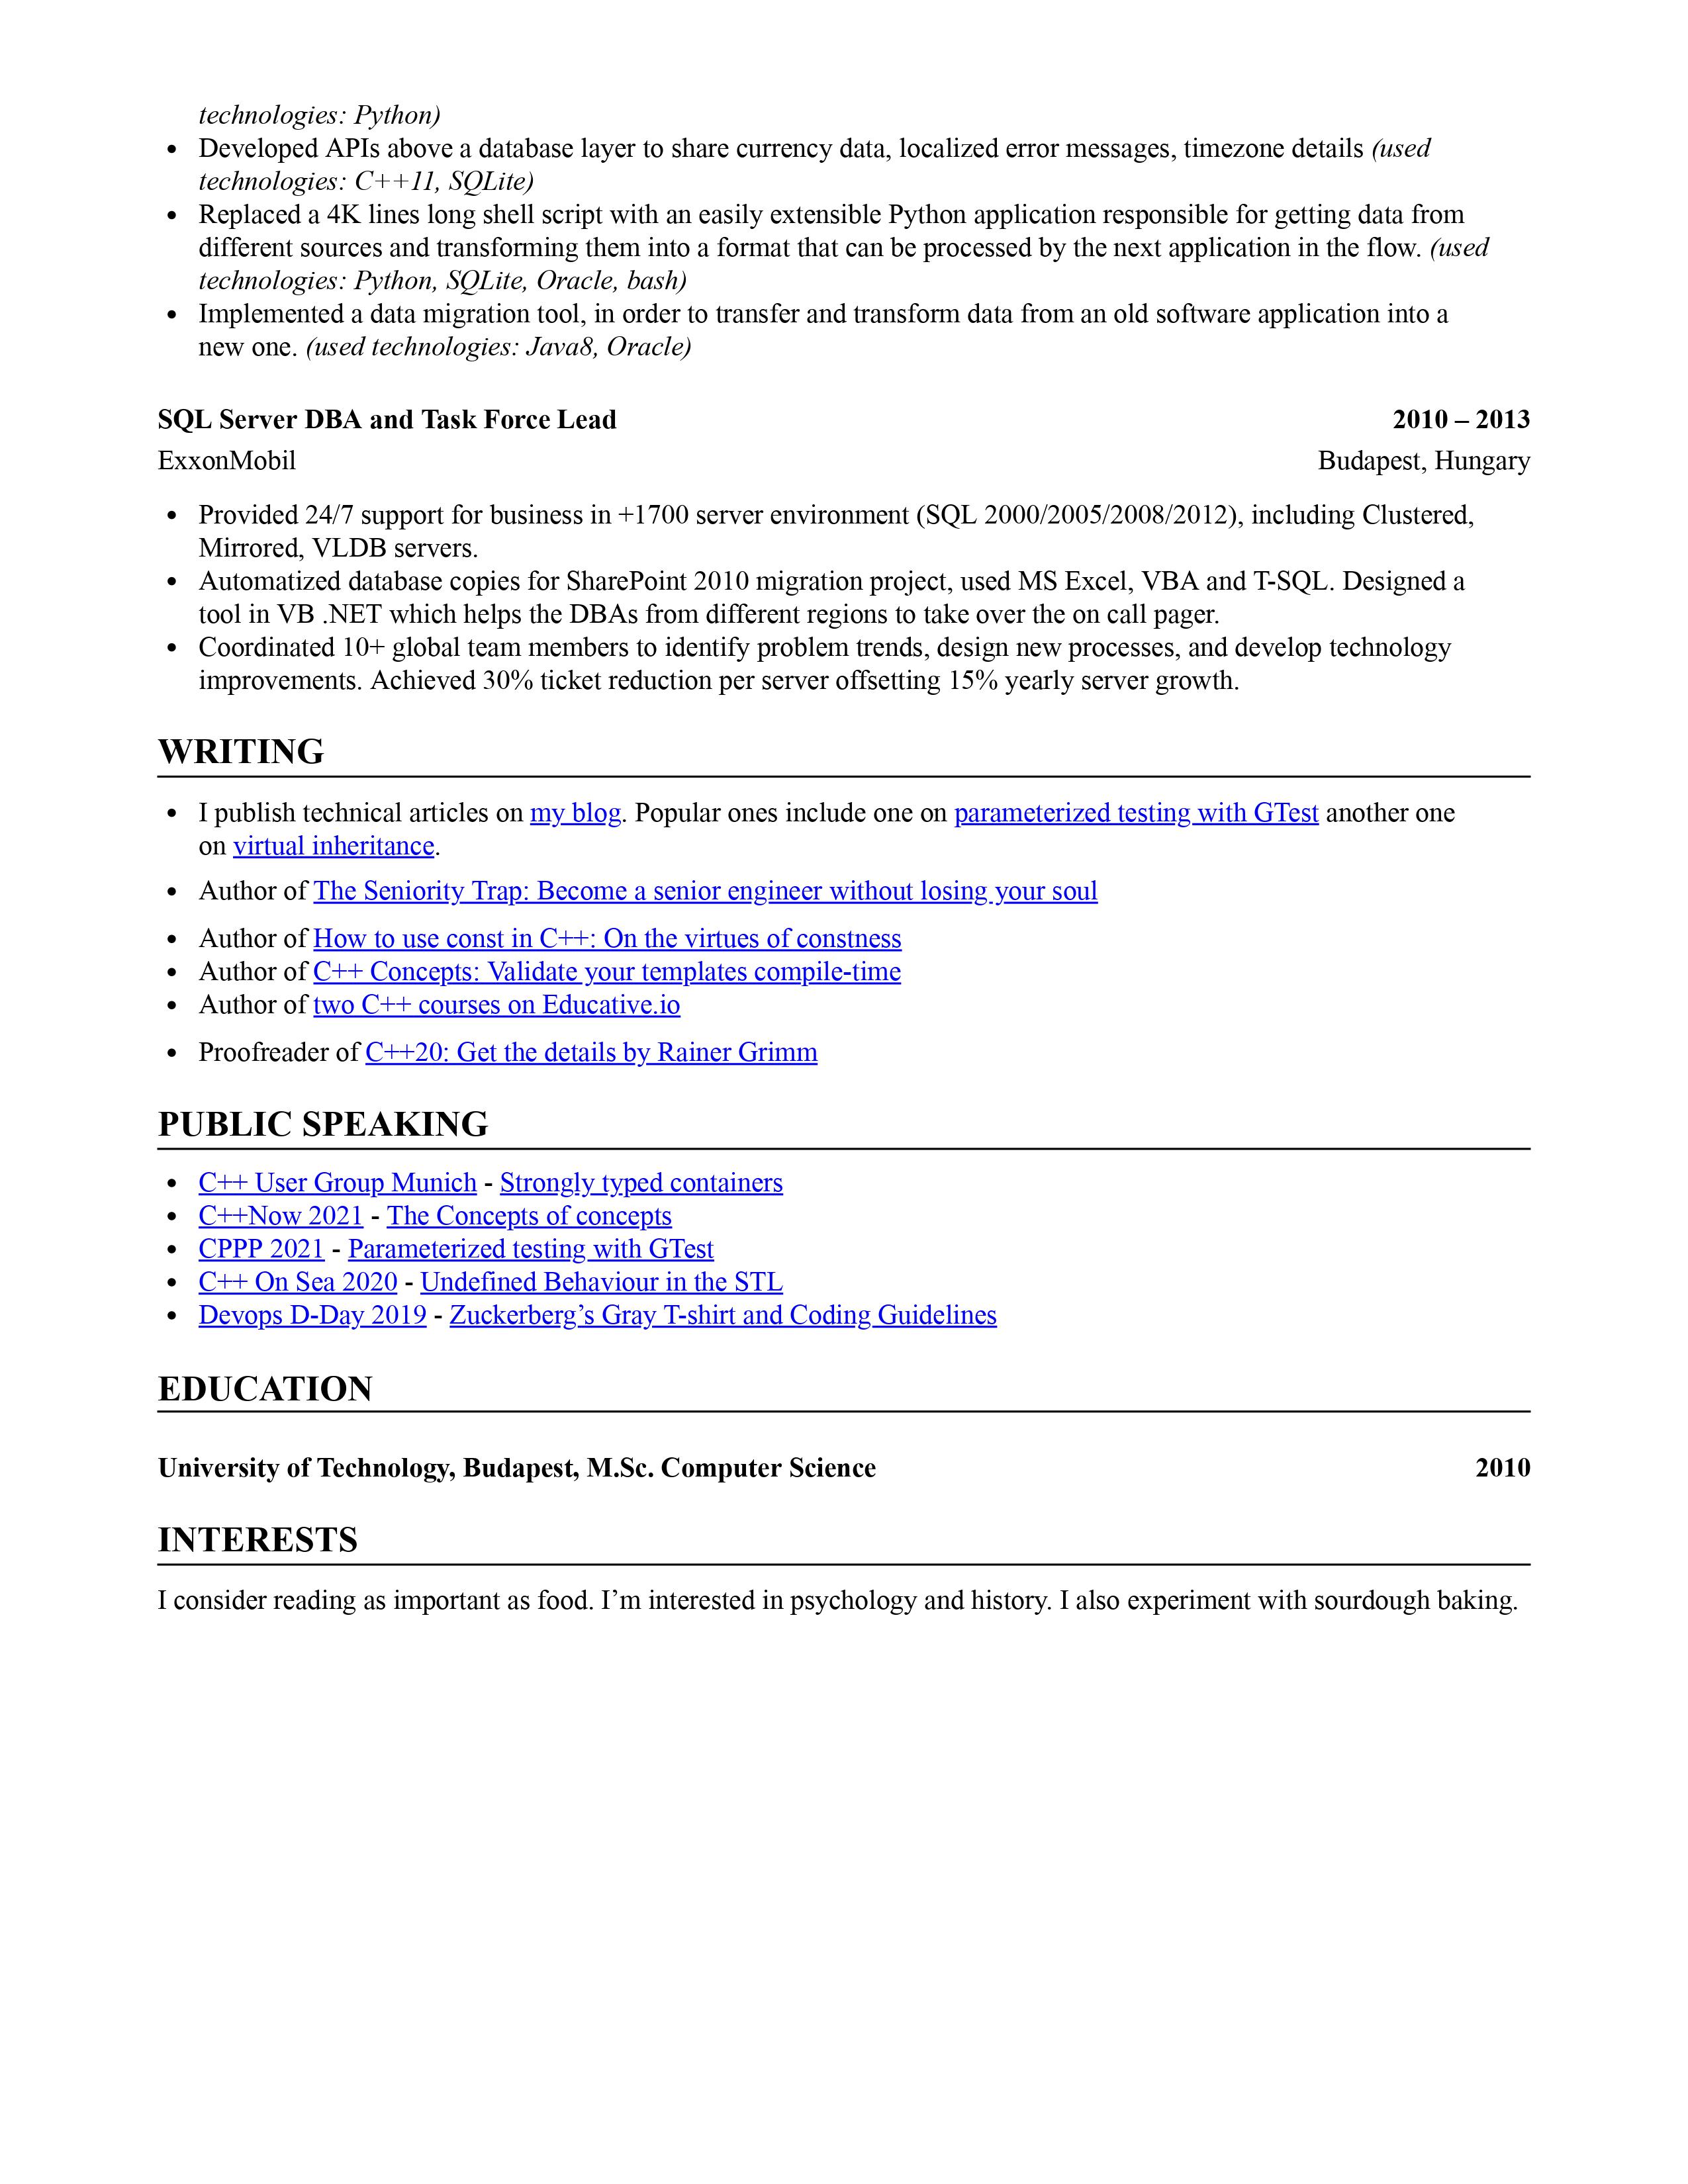 technologies: Python)
• Developed APIs above a database layer to share currency data, localized error messages, timezone details (used
technologies: C++11, SQLite)
• Replaced a 4K lines long shell script with an easily extensible Python application responsible for getting data from
different sources and transforming them into a format that can be processed by the next application in the flow. (used
technologies: Python, SQLite, Oracle, bash)
• Implemented a data migration tool, in order to transfer and transform data from an old software application into a
new one. (used technologies: Java8, Oracle)
SQL Server DBA and Task Force Lead 2010 – 2013
ExxonMobil Budapest, Hungary
• Provided 24/7 support for business in +1700 server environment (SQL 2000/2005/2008/2012), including Clustered,
Mirrored, VLDB servers.
• Automatized database copies for SharePoint 2010 migration project, used MS Excel, VBA and T-SQL. Designed a
tool in VB .NET which helps the DBAs from different regions to take over the on call pager.
• Coordinated 10+ global team members to identify problem trends, design new processes, and develop technology
improvements. Achieved 30% ticket reduction per server offsetting 15% yearly server growth.
WRITING
• I publish technical articles on my blog. Popular ones include one on parameterized testing with GTest another one
on virtual inheritance.
• Author of The Seniority Trap: Become a senior engineer without losing your soul
• Author of How to use const in C++: On the virtues of constness
• Author of C++ Concepts: Validate your templates compile-time
• Author of two C++ courses on Educative.io
• Proofreader of C++20: Get the details by Rainer Grimm
PUBLIC SPEAKING
• C++ User Group Munich - Strongly typed containers
• C++Now 2021 - The Concepts of concepts
• CPPP 2021 - Parameterized testing with GTest
• C++ On Sea 2020 - Undefined Behaviour in the STL
• Devops D-Day 2019 - Zuckerberg’s Gray T-shirt and Coding Guidelines
EDUCATION
University of Technology, Budapest, M.Sc. Computer Science 2010
INTERESTS
I consider reading as important as food. I’m interested in psychology and history. I also experiment with sourdough baking.